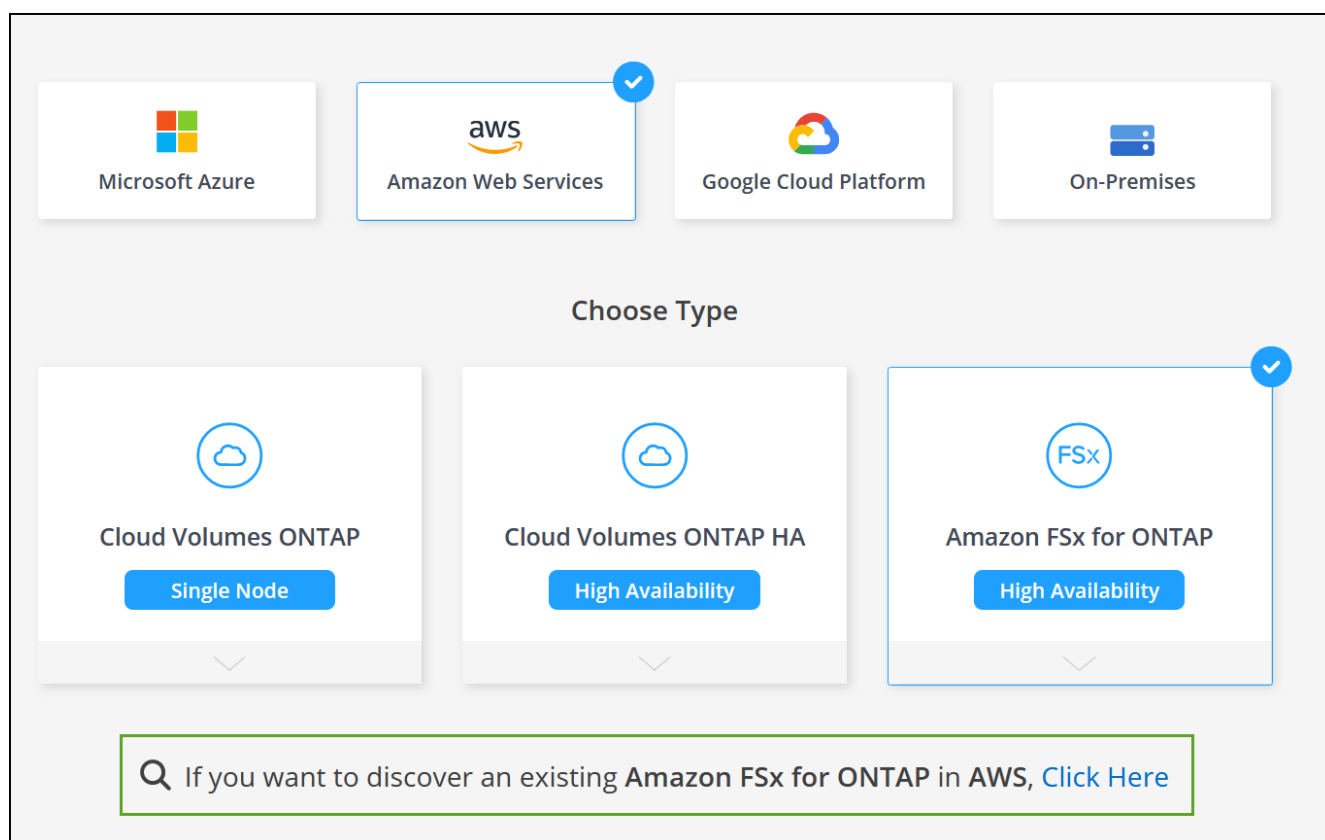 aws
Microsoft Azure
Amazon Web Services
Google Cloud Platform
On-Premises
Choose Type
FSx
Cloud Volumes ONTAP
Cloud Volumes ONTAP HA
Amazon FSx for ONTAP
Single Node
High Availability
High Availability
If you want to discover an existing Amazon FSx for ONTAP in AWS, Click Here